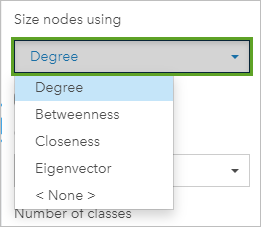 Size nodes using
Degree
Degree
Betweenness
Closeness
Eigenvector
< None >
Number of classes